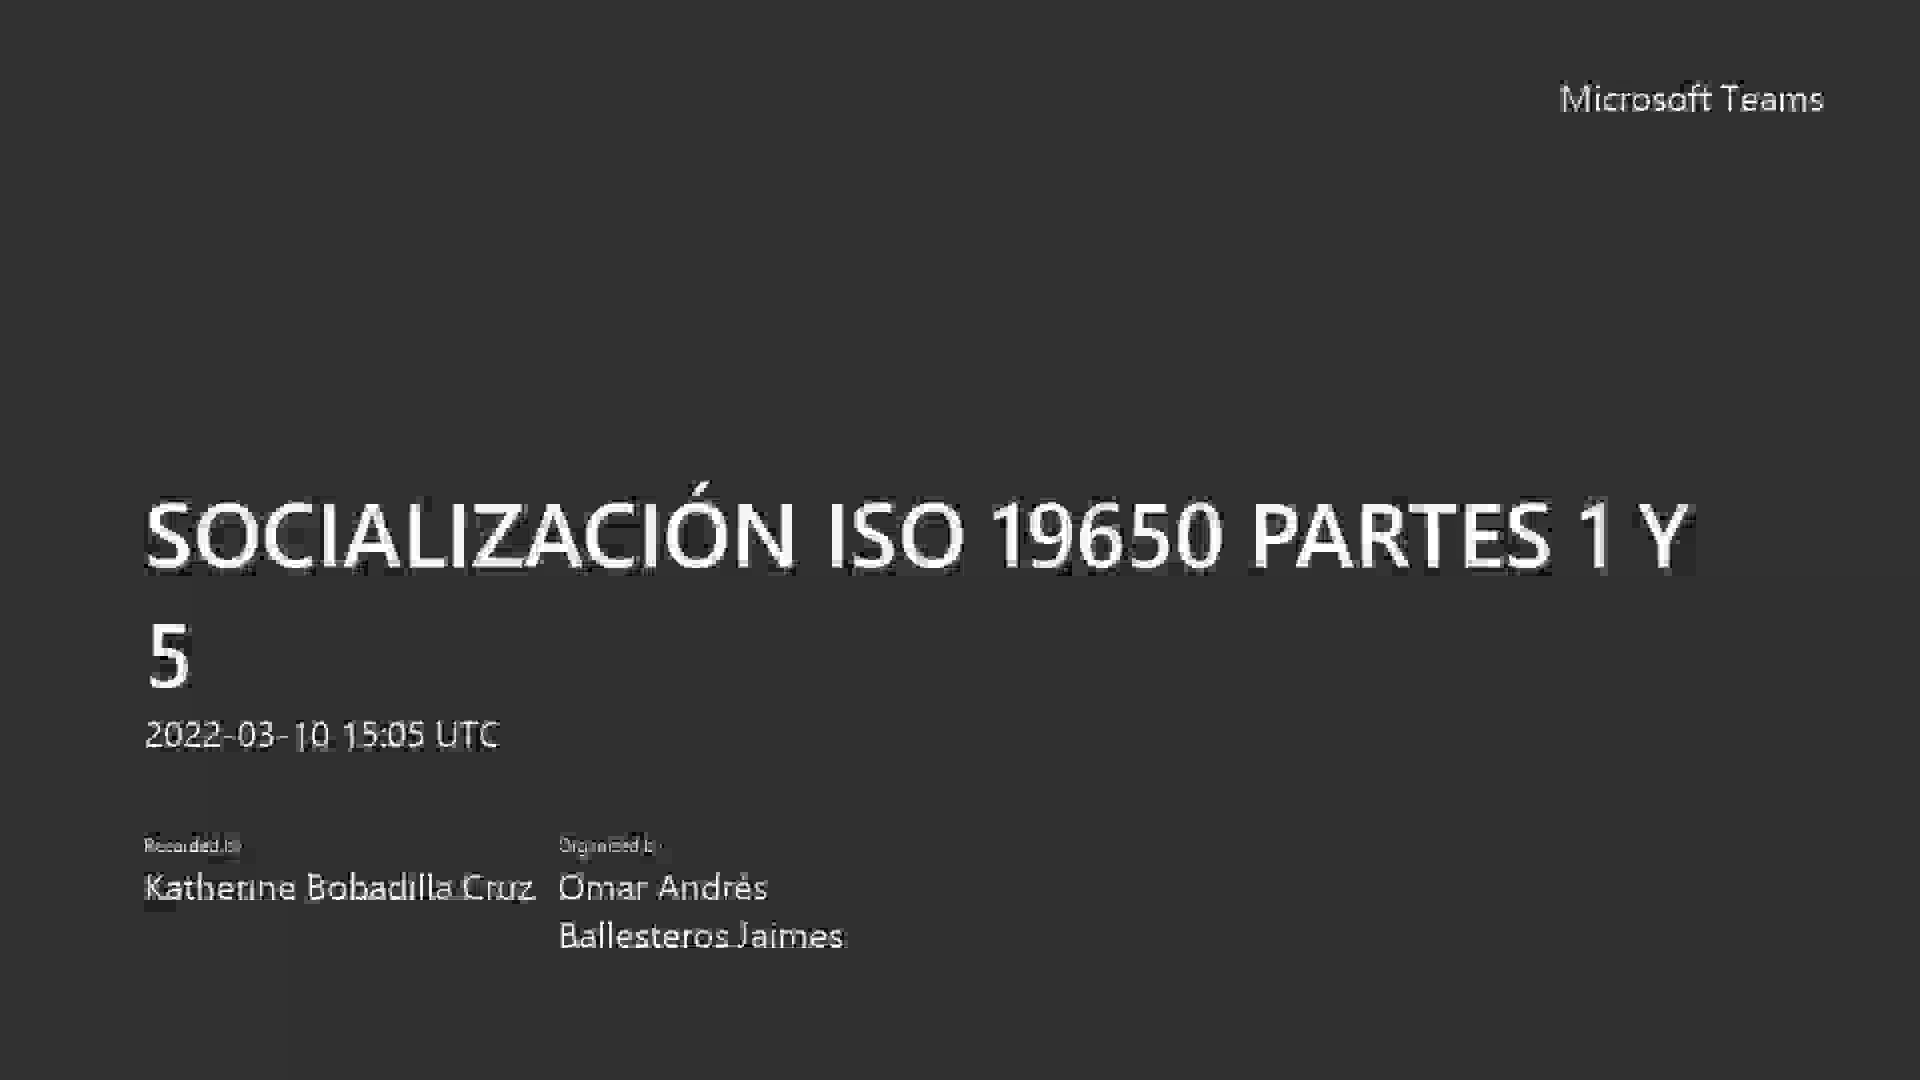 Microsoft Teams
SOCIALIZACIÓN ISO 19650 PARTES 1 Y
5
2022-03-10 15:05 UTC
Recorded by
Organized by
Katherine Bobadilla Cruz
Omar Andrés
Ballesteros Jaimes